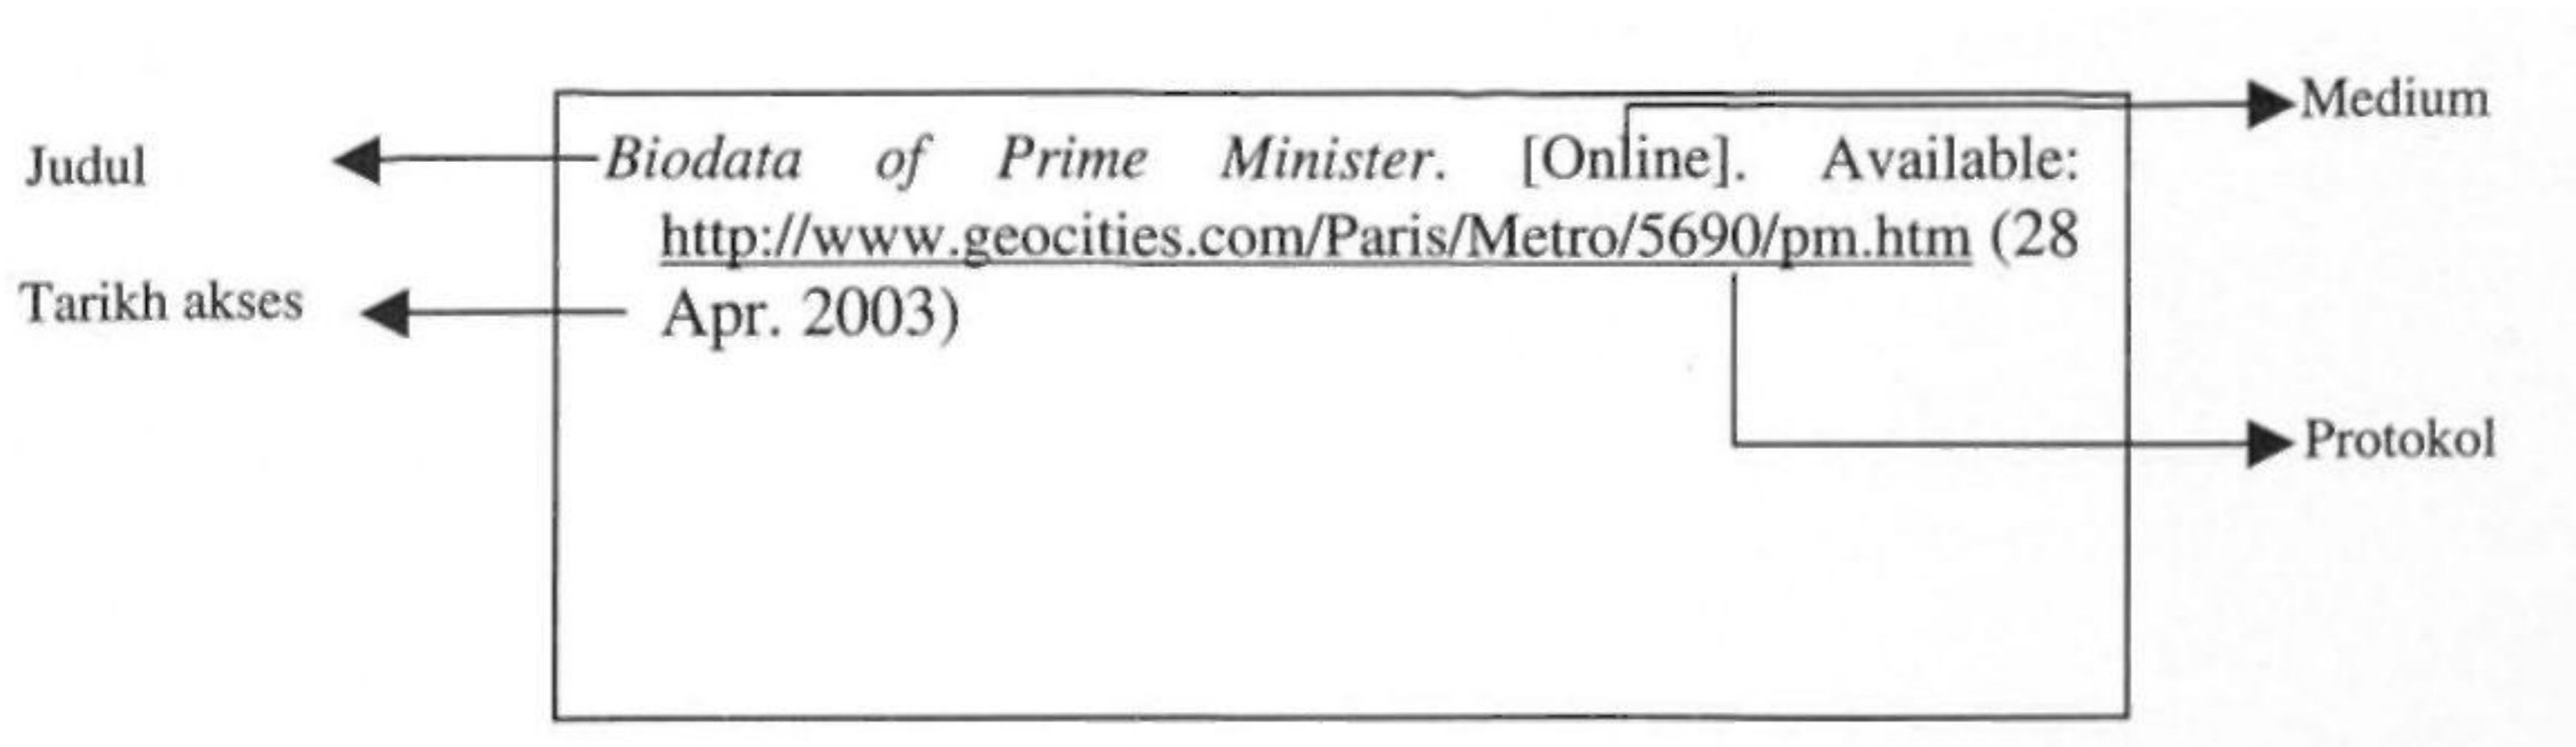 Medium
Judul
Biodata of Prime Minister. [Online]. Available:
http://www.geocities.com/Paris/Metro/5690/pm.htm (28
Tarikh akses
Apr. 2003)
Protokol